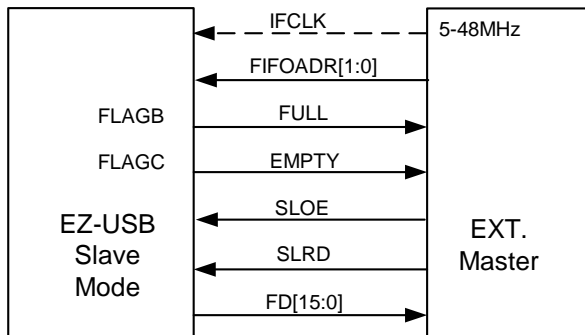 IFCLK
5-48MHz
FIFOADR[1:0]
FLAGB
FULL
FLAGC
EMPTY
SLOE
EZ-USB
Slave
Mode
EXT.
Master
SLRD
FD[15:0]